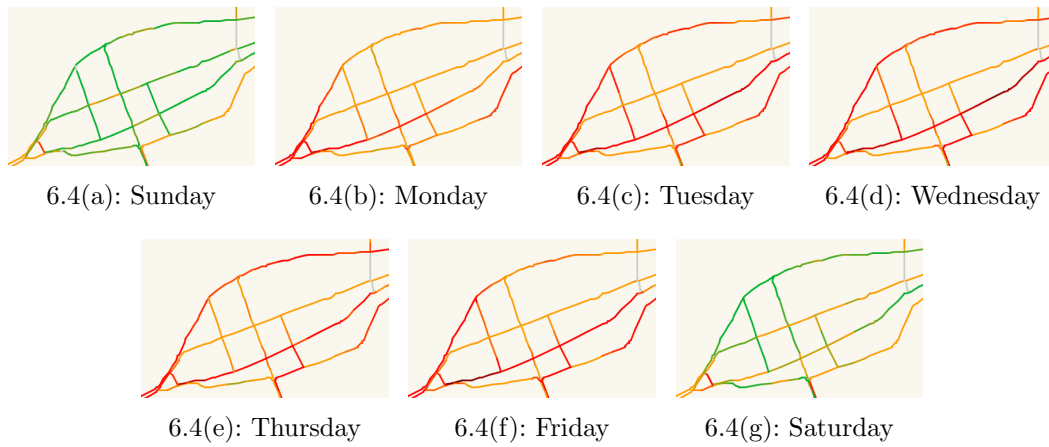 6.4(a): Sunday
6.4(b): Monday
6.4(c): Tuesday
6.4(d): Wednesday
6.4(e): Thursday
6.4(f): Friday
6.4(g): Saturday